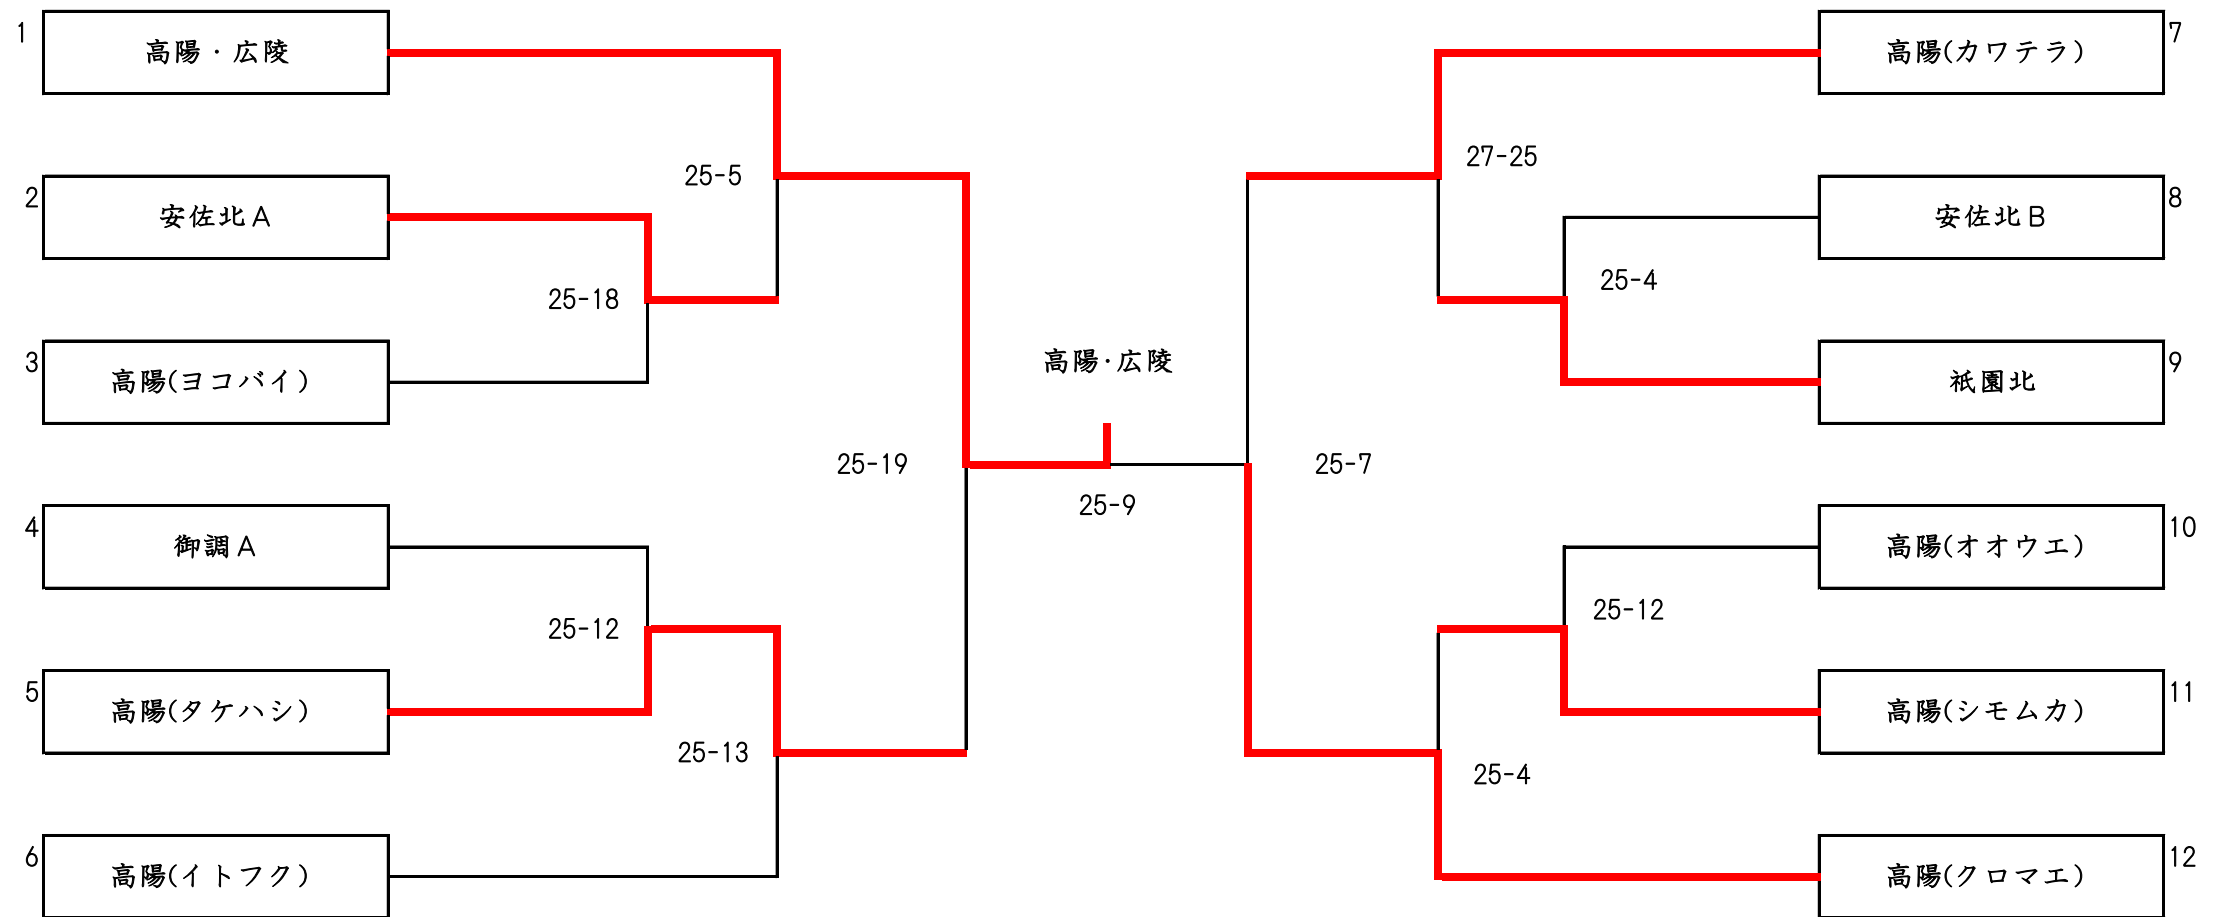 1
高陽・広陵
高陽(カワテラ)
7
25-5
27-25
2
安佐北A
安佐北B
8
25-18
25-4
3
高陽(ヨコバイ)
高陽・広陵
祇園北
9
25-19
25-9
25-7
4
御調A
高陽(オオウエ)
10
25-12
25-12
5
高陽(タケハシ)
高陽(シモムカ)
11
25-13
25-4
6
高陽(イトフク)
高陽(クロマエ)
12